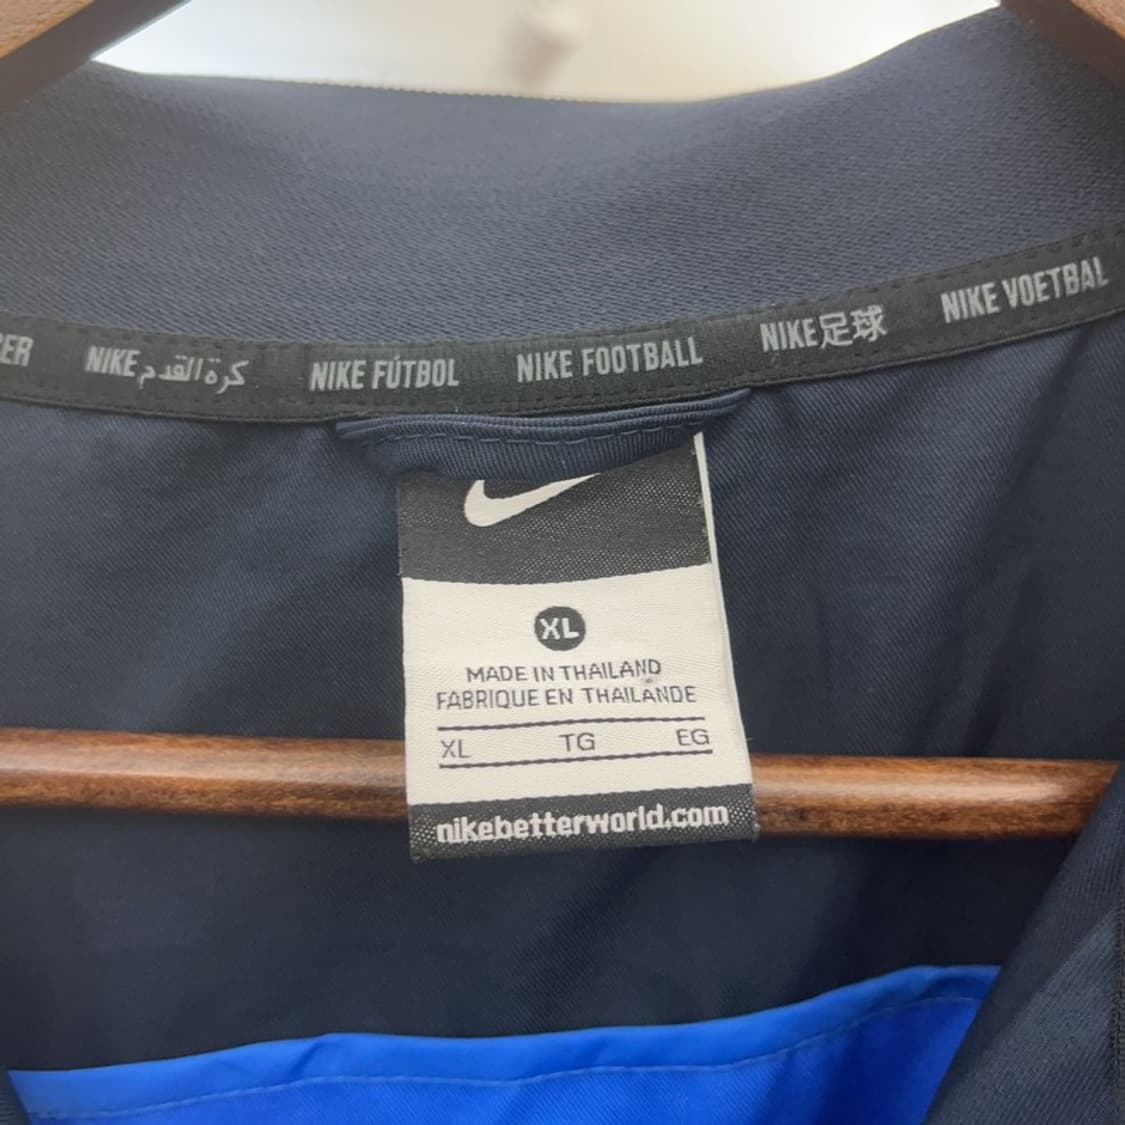 CER NIKE كرة القدم NIKE FÚTBOL NIKE FOOTBALL NIKE足球 NIKE VOETBAL
XL
MADE IN THAILAND
FABRIQUE EN THAILANDE
XL TG EG
nikebetterworld.com